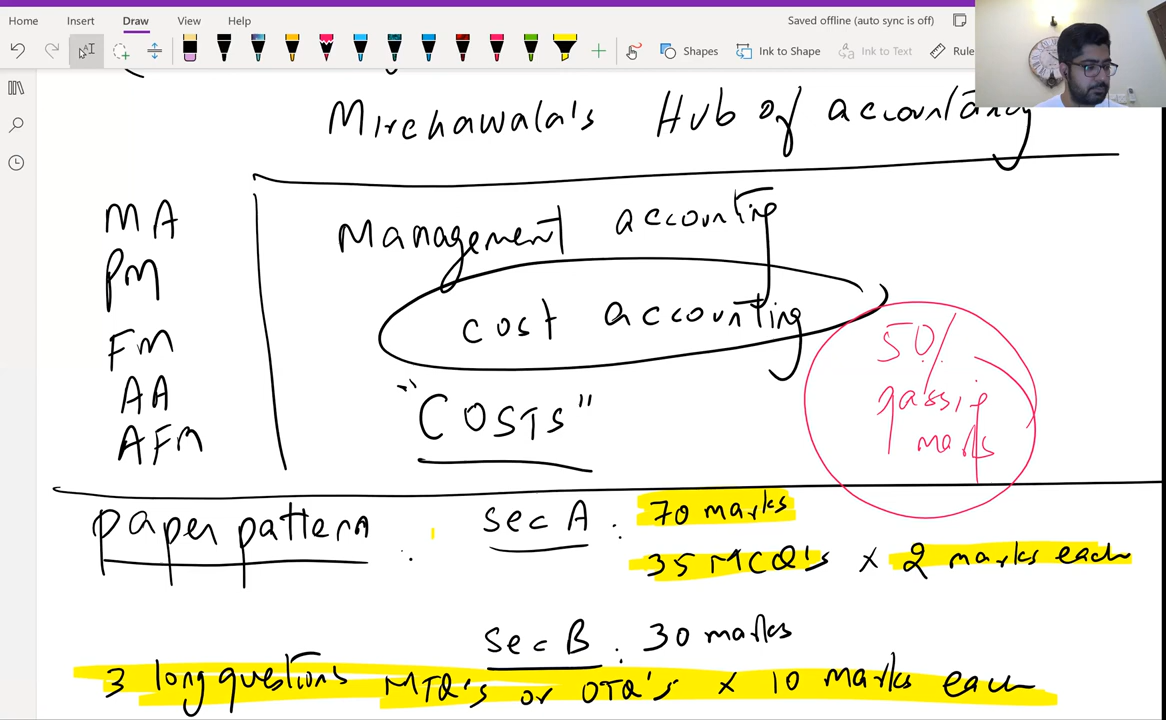 Home Insert Draw View Help Saved offline (auto sync is off)
Shapes Ink to Shape Ink to Text Rule
Mirchawala's Hub of accountancy
MA
PM
FM
AA
AFM
Management accounting
cost accounting
"COSTS"
50%
passing
marks
paper pattern : sec A : 70 marks
35 MCQ's x 2 marks each
sec B : 30 marks
3 long questions MTQ's or OTQ's x 10 marks each